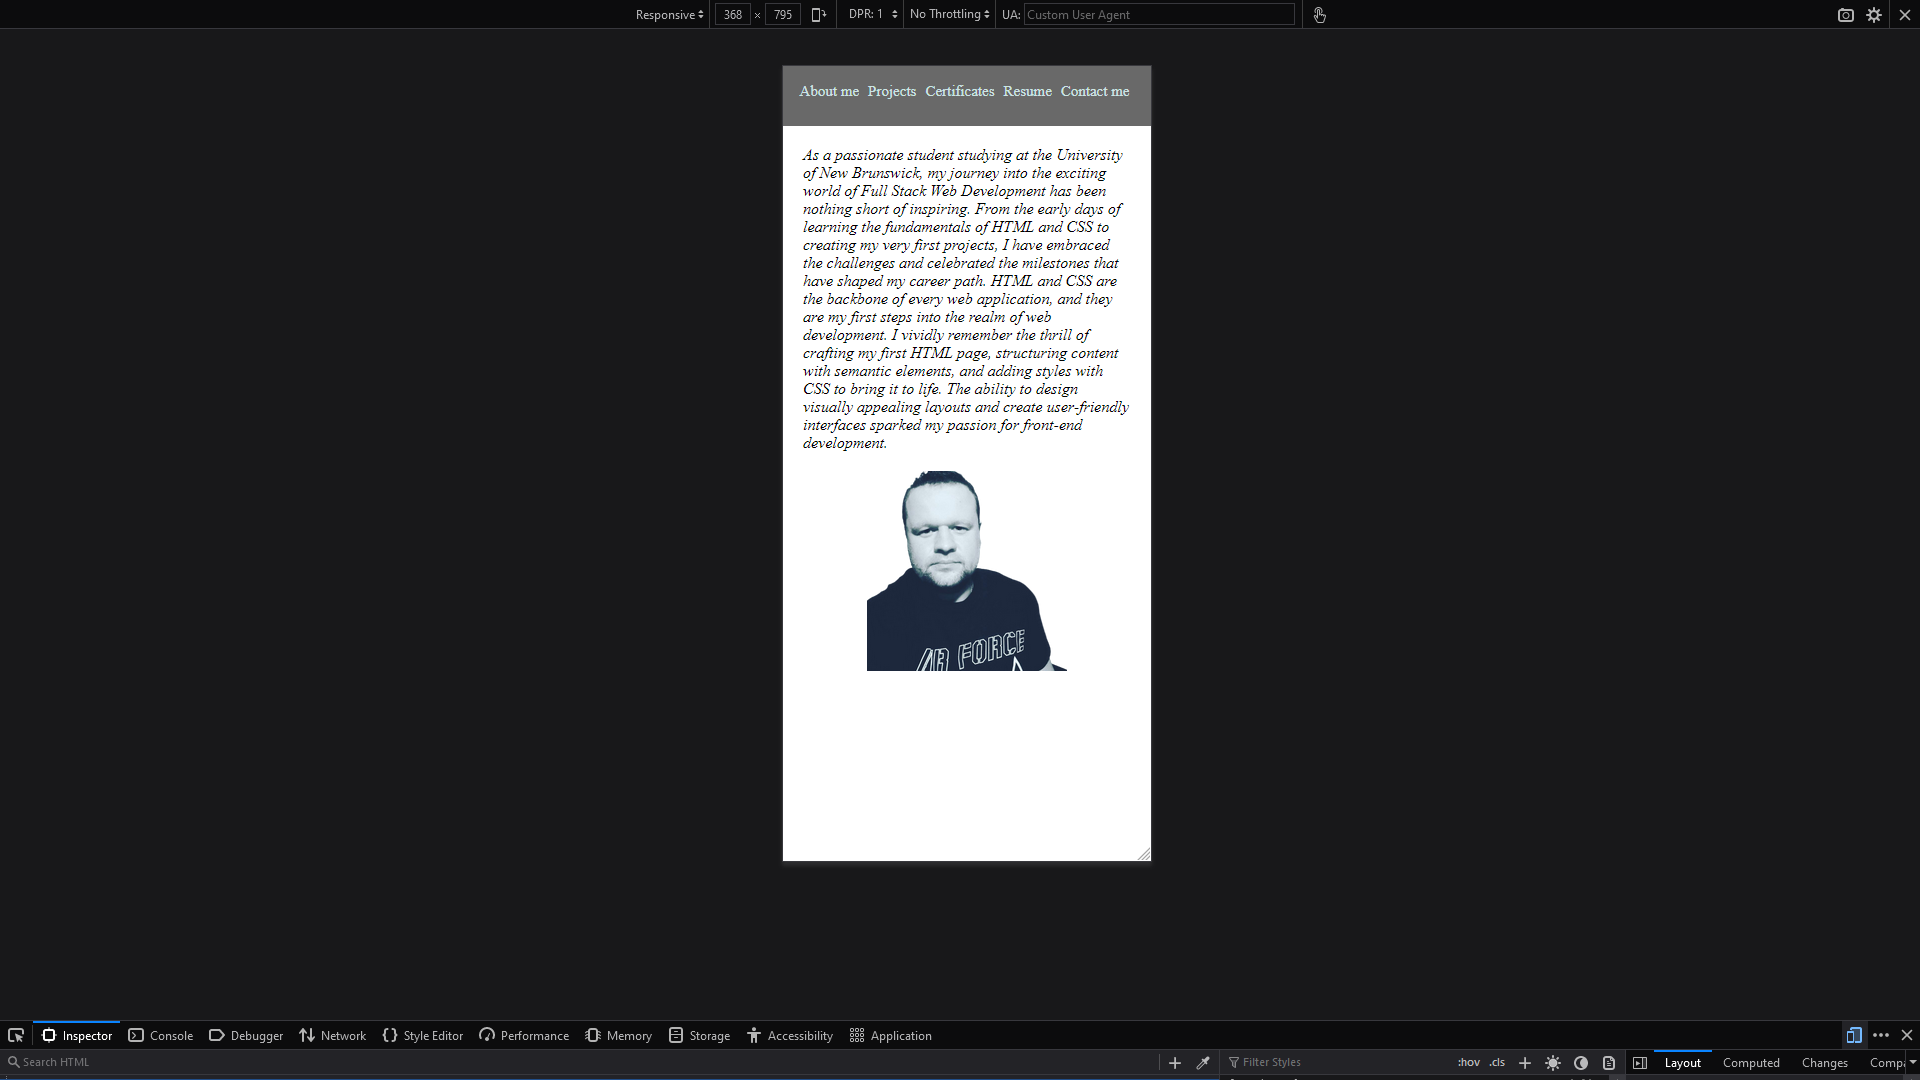 Responsive 368 × 795 DPR: 1 No Throttling UA: Custom User Agent
About me Projects Certificates Resume Contact me
As a passionate student studying at the University
of New Brunswick, my journey into the exciting
world of Full Stack Web Development has been
nothing short of inspiring. From the early days of
learning the fundamentals of HTML and CSS to
creating my very first projects, I have embraced
the challenges and celebrated the milestones that
have shaped my career path. HTML and CSS are
the backbone of every web application, and they
are my first steps into the realm of web
development. I vividly remember the thrill of
crafting my first HTML page, structuring content
with semantic elements, and adding styles with
CSS to bring it to life. The ability to design
visually appealing layouts and create user-friendly
interfaces sparked my passion for front-end
development.
AIR FORCE
Inspector Console Debugger Network Style Editor Performance Memory Storage Accessibility Application
Search HTML Filter Styles :hov .cls Layout Computed Changes Comp